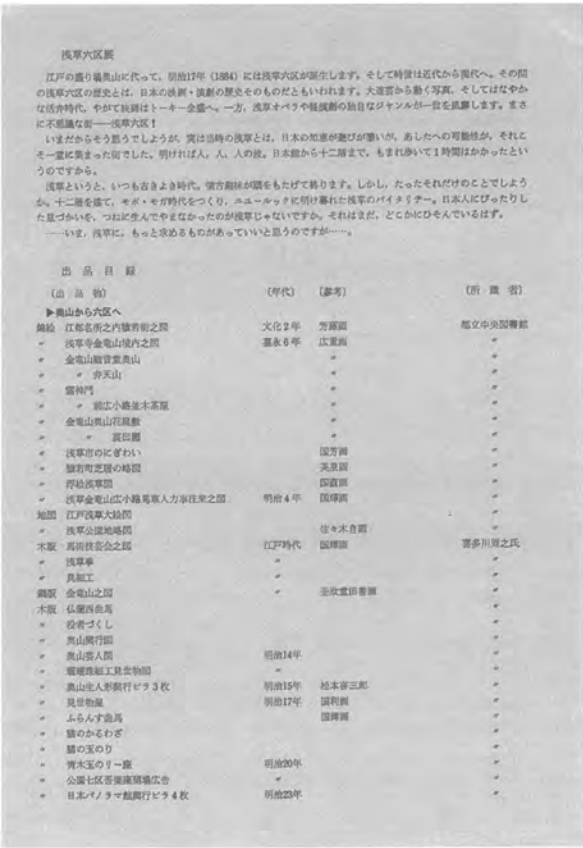 浅草六区展
江戸の盛り場奥山に代って、明治17年(1884)には浅草六区が誕生します。そして時世は近代から現代へ。その間
の浅草六区の歴史とは、日本の映画・演劇の歴史そのものだともいわれます。大道芸から動く写真、そしてはなやか
な活弁時代、やがて映画はトーキー全盛へ。一方、浅草オペラや軽演劇の独自なジャンルが一世を風靡します。まさ
に不思議な街——浅草六区!
いまだからそう思うでしょうが、実は当時の浅草とは、日本の知恵が遊びが憩いが、あしたへの可能性が、それこ
そ一堂に集まった街でした。明ければ人、人、人の波。日本館から十二階まで、もまれ歩いて1時間はかかったとい
うのですから。
浅草というと、いつも古きよき時代。懐古趣味が頭をもたげて終ります。しかし、たったそれだけのことでしょう
か。十二階を建て、モボ・モガ時代をつくり、ニュールックに明け暮れた浅草のバイタリテー。日本人にぴったりし
た息づかいを、つねに生んでやまなかったのが浅草じゃないですか。それはまだ、どこかにひそんでいるはず。
……いま、浅草に、もっと求めるものがあっていいと思うのですが……。
出品目録
(出品物) (年代) (参考) (所蔵者)
▶奥山から六区へ
錦絵 江都名所之内猿若街之図 文化2年 芳藤画 都立中央図書館
〃 浅草寺金竜山境内之図 嘉永6年 広重画 〃
〃 金竜山観音堂奥山 〃 〃
〃 〃 弁天山 〃 〃
〃 雷神門 〃 〃
〃 〃 前広小路並木茶屋 〃 〃
〃 金竜山奥山花屋敷 〃 〃
〃 〃 〃 〃
〃 浅草市のにぎわい 国芳画 〃
〃 猿若町芝居の略図 英泉画 〃
〃 浮絵浅草図 国直画 〃
〃 浅草金竜山広小路馬車人力車往来之図 明治4年 国輝画 〃
地図 江戸浅草大絵図 〃
〃 浅草公園地略図 佐々木 〃
木版 馬術技芸会之図 江戸時代 国輝画 喜多川周之氏
〃 浅草拳 〃 〃
〃 貝細工 〃 〃
銅版 金竜山之図 〃 〃
木版 仏蘭西曲馬 〃
〃 役者づくし 〃
〃 奥山興行図 〃
〃 奥山芸人図 明治14年 〃
〃 珊瑚珠細工見世物図 〃
〃 奥山生人形興行ビラ3枚 明治15年 松本喜三郎 〃
〃 見世物屋 明治17年 国利画 〃
〃 ふらんす曲馬 国輝画 〃
〃 猫のかるわざ 〃
〃 猫の玉のり 〃
〃 青木玉のり一座 明治20年 〃
〃 公園七区吾妻座開場広告 〃 〃
〃 日本パノラマ館興行ビラ4枚 明治23年 〃